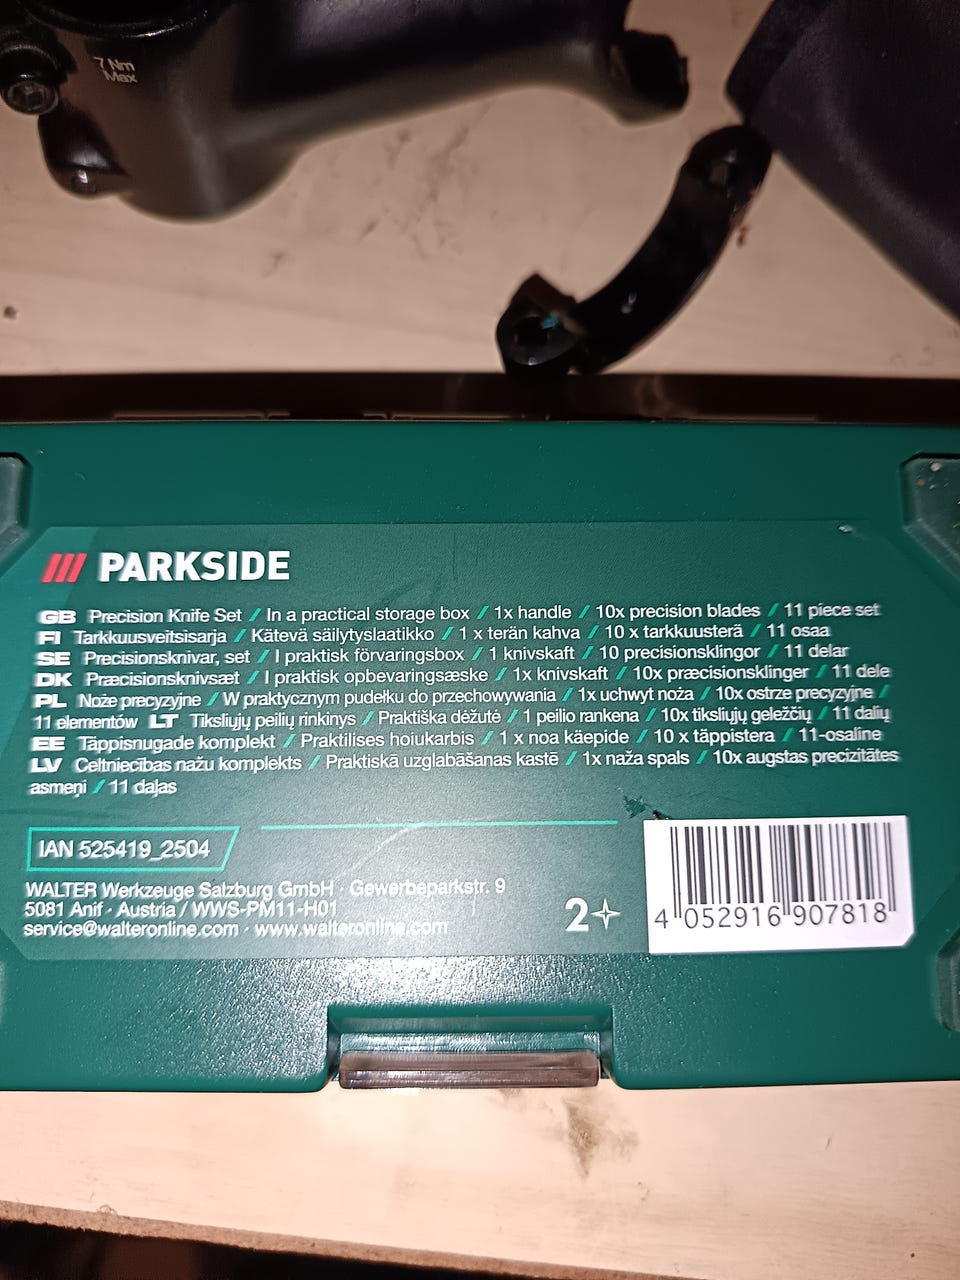 7 Nm
Max
PARKSIDE
GB Precision Knife Set / In a practical storage box / 1x handle / 10x precision blades / 11 piece set
FI Tarkkuusveitsisarja / Kätevä säilytyslaatikko / 1 x terän kahva / 10 x tarkkuusterä / 11 osaa
SE Precisionsknivar, set / I praktisk förvaringsbox / 1 knivskaft / 10 precisionsklingor / 11 delar
DK Præcisionsknivsæt / I praktisk opbevaringsæske / 1x knivskaft / 10x præcisionsklinger / 11 dele
PL Noże precyzyjne / W praktycznym pudełku do przechowywania / 1x uchwyt noża / 10x ostrze precyzyjne /
11 elementów LT Tiksliųjų peilių rinkinys / Praktiška dėžutė / 1 peilio rankena / 10x tiksliųjų geležčių / 11 dalių
EE Täppisnugade komplekt / Praktilises hoiukarbis / 1 x noa käepide / 10 x täppistera / 11-osaline
LV Celtniecības nažu komplekts / Praktiskā uzglabāšanas kastē / 1x naža spals / 10x augstas precizitātes
asmeņi / 11 daļas
IAN 525419_2504
WALTER Werkzeuge Salzburg GmbH · Gewerbeparkstr. 9
5081 Anif · Austria / WWS-PM11-H01
service@walteronline.com · www.walteronline.com
2
4 052916 907818